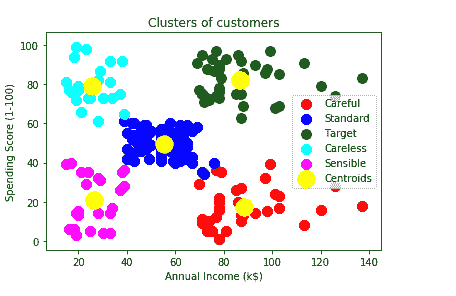 Clusters of customers
Spending Score (1-100)
100
80
60
40
20
0
Careful
Standard
Target
Careless
Sensible
Centroids
20 40 60 80 100 120 140
Annual Income (k$)